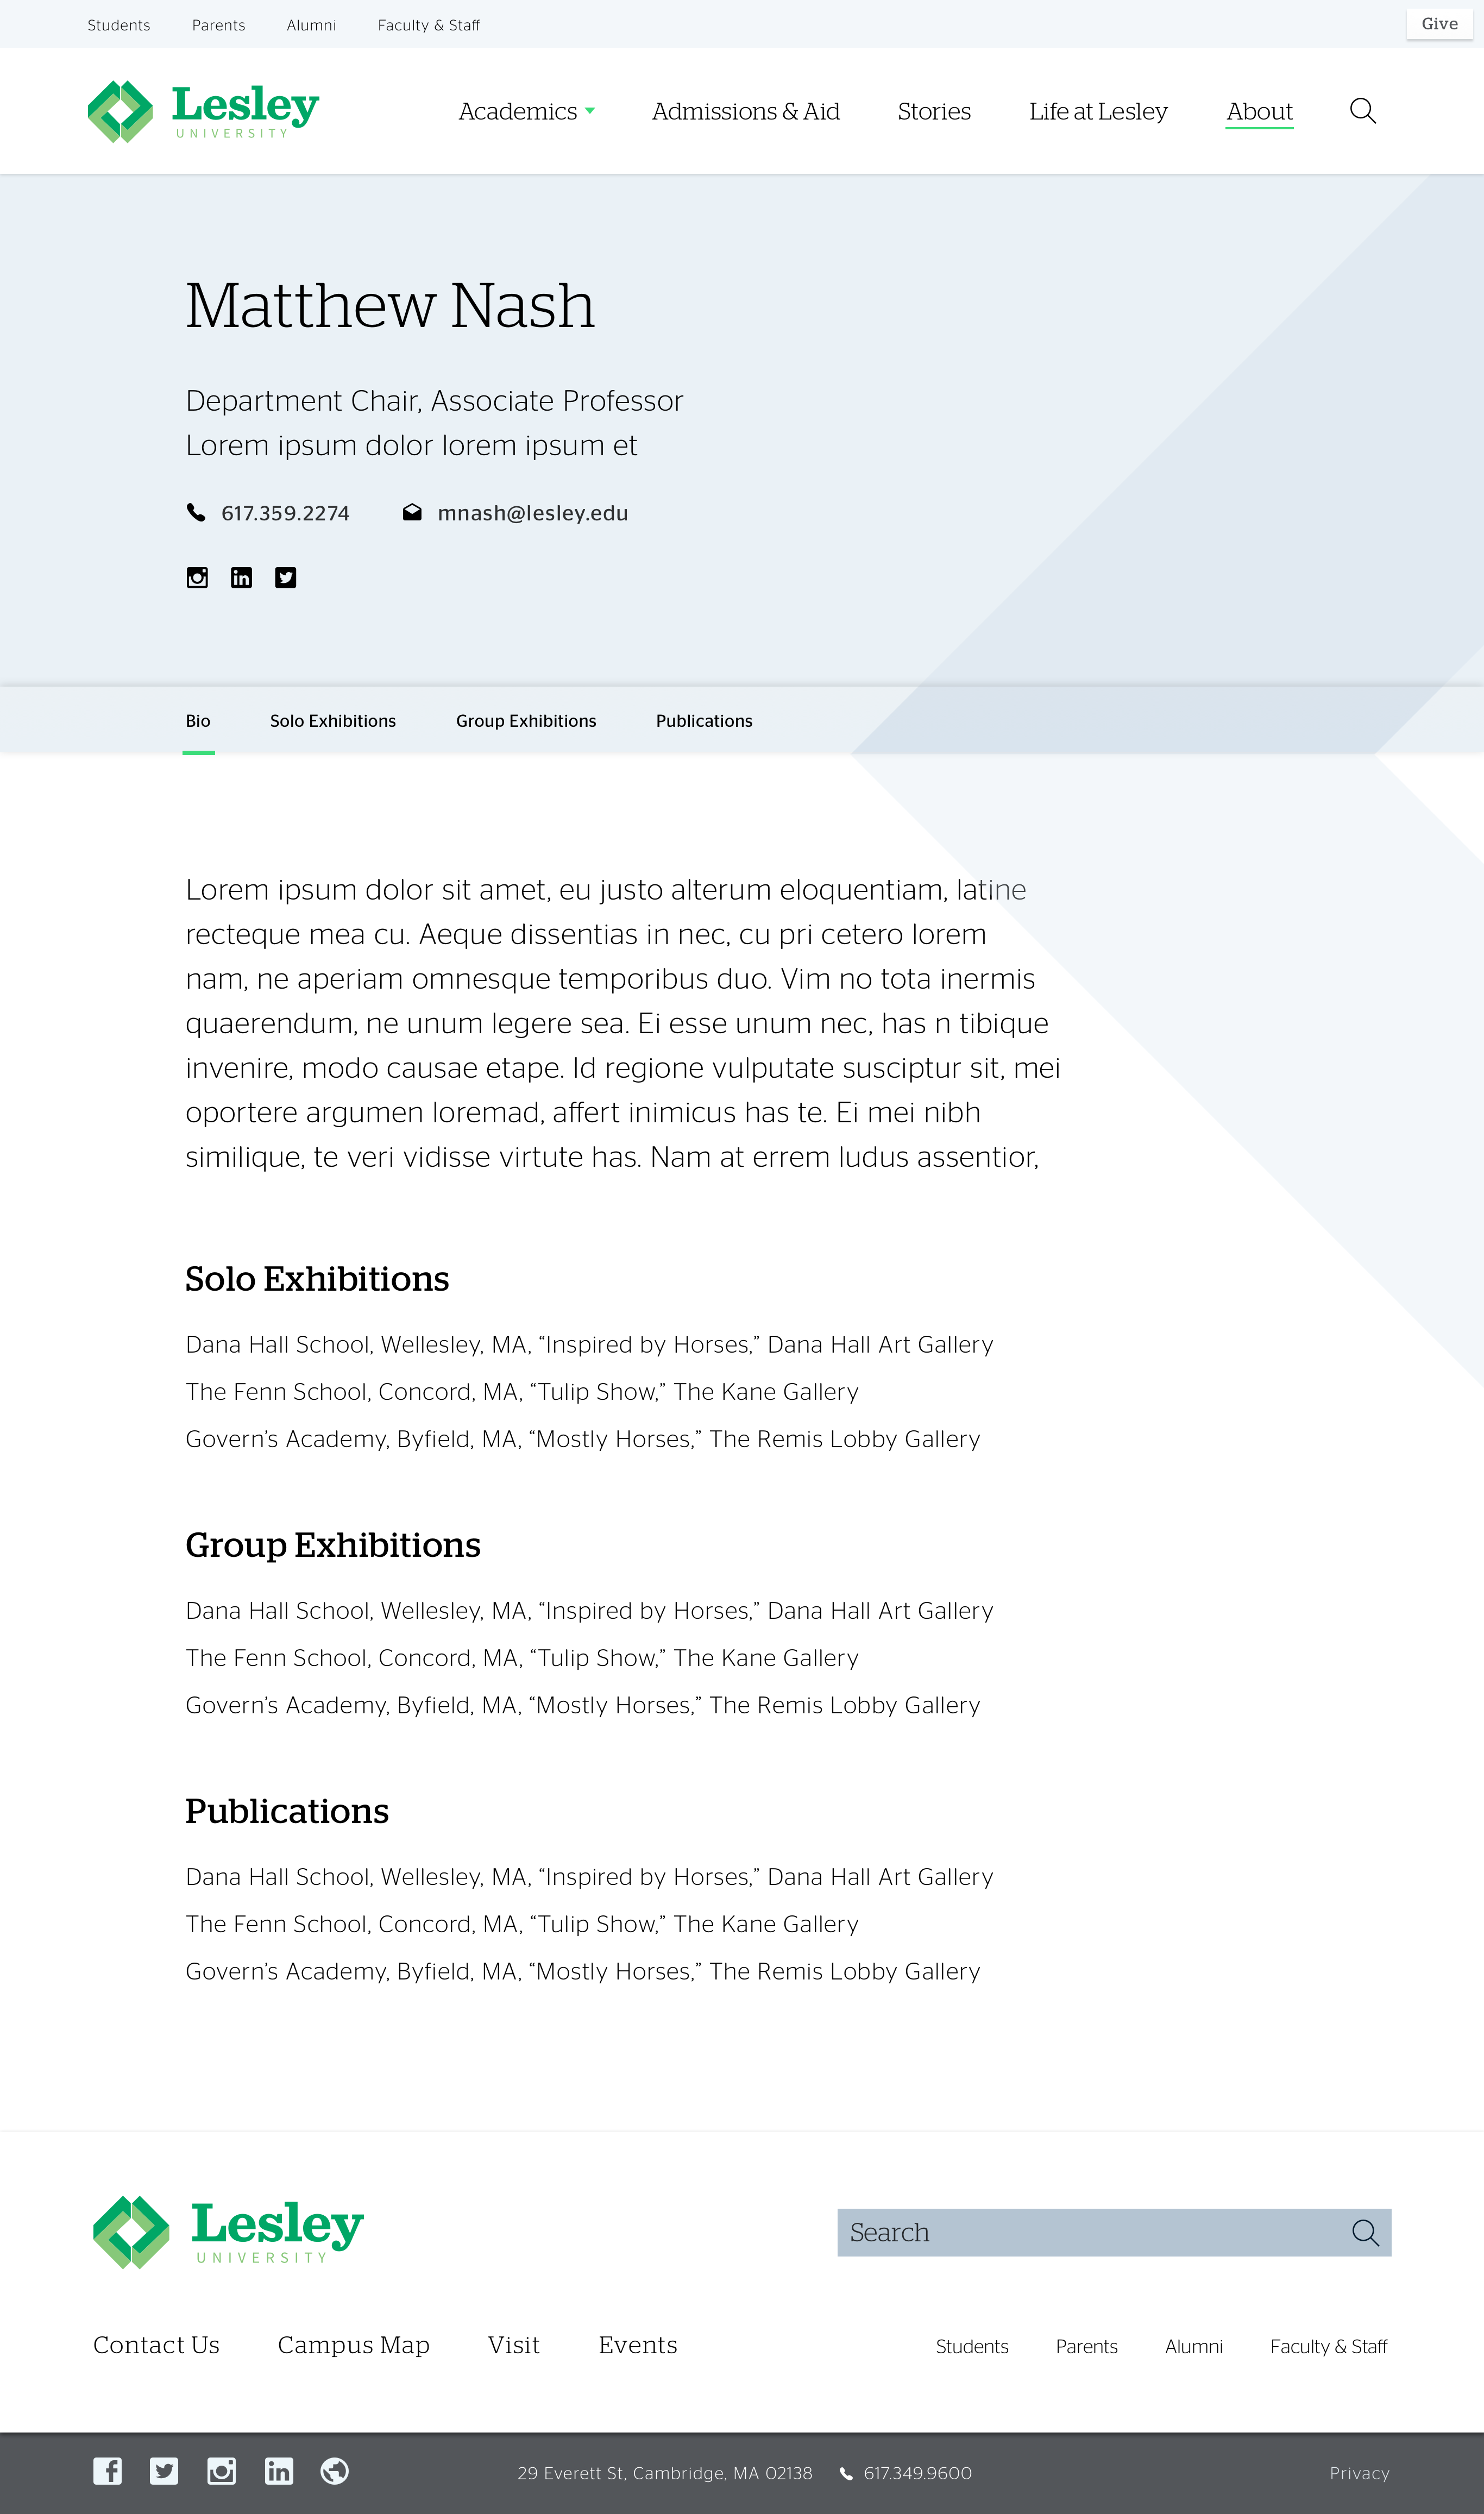 Students Parents Alumni Faculty & Staff Give
Lesley
UNIVERSITY
Academics Admissions & Aid Stories Life at Lesley About
Matthew Nash
Department Chair, Associate Professor
Lorem ipsum dolor lorem ipsum et
617.359.2274 mnash@lesley.edu
Bio Solo Exhibitions Group Exhibitions Publications
Lorem ipsum dolor sit amet, eu justo alterum eloquentiam, latine
recteque mea cu. Aeque dissentias in nec, cu pri cetero lorem
nam, ne aperiam omnesque temporibus duo. Vim no tota inermis
quaerendum, ne unum legere sea. Ei esse unum nec, has n tibique
invenire, modo causae etape. Id regione vulputate susciptur sit, mei
oportere argumen loremad, affert inimicus has te. Ei mei nibh
similique, te veri vidisse virtute has. Nam at errem ludus assentior,
Solo Exhibitions
Dana Hall School, Wellesley, MA, “Inspired by Horses,” Dana Hall Art Gallery
The Fenn School, Concord, MA, “Tulip Show,” The Kane Gallery
Govern’s Academy, Byfield, MA, “Mostly Horses,” The Remis Lobby Gallery
Group Exhibitions
Dana Hall School, Wellesley, MA, “Inspired by Horses,” Dana Hall Art Gallery
The Fenn School, Concord, MA, “Tulip Show,” The Kane Gallery
Govern’s Academy, Byfield, MA, “Mostly Horses,” The Remis Lobby Gallery
Publications
Dana Hall School, Wellesley, MA, “Inspired by Horses,” Dana Hall Art Gallery
The Fenn School, Concord, MA, “Tulip Show,” The Kane Gallery
Govern’s Academy, Byfield, MA, “Mostly Horses,” The Remis Lobby Gallery
Lesley
UNIVERSITY
Search
Contact Us Campus Map Visit Events Students Parents Alumni Faculty & Staff
29 Everett St, Cambridge, MA 02138 617.349.9600 Privacy